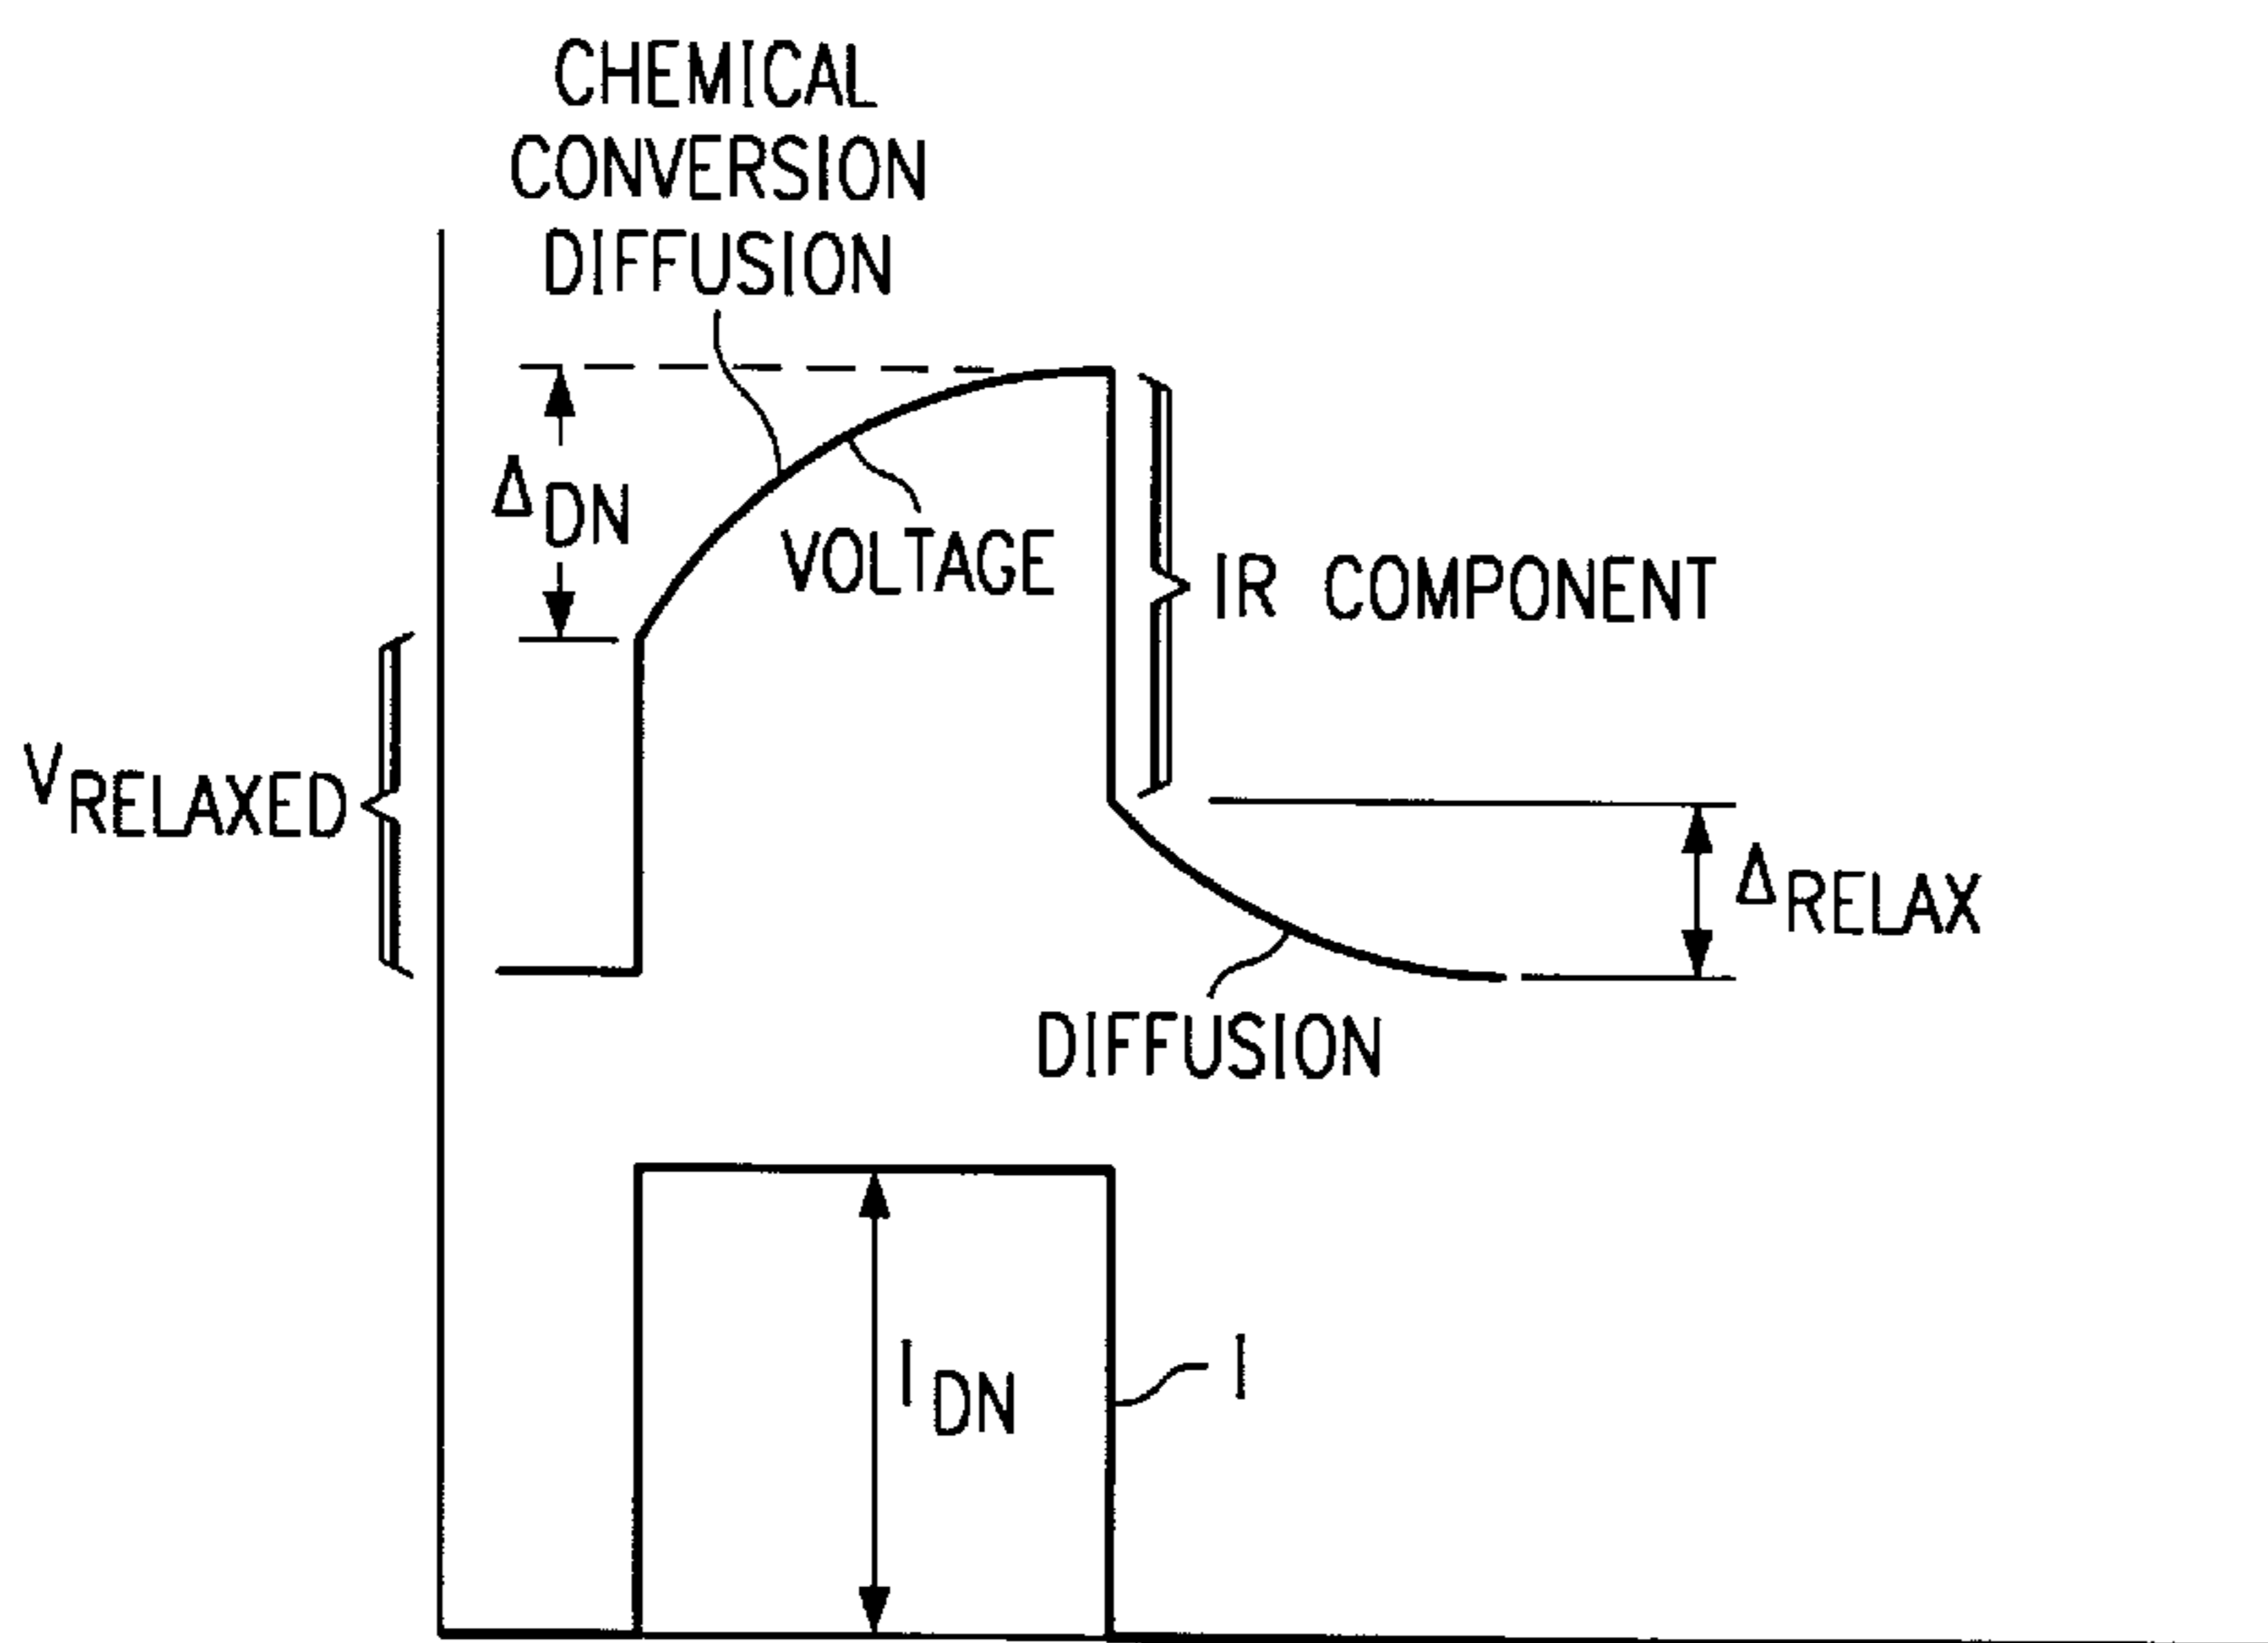 CHEMICAL
CONVERSION
DIFFUSION
ΔDN
VOLTAGE
IR COMPONENT
VRELAXED
ΔRELAX
DIFFUSION
IDN
I